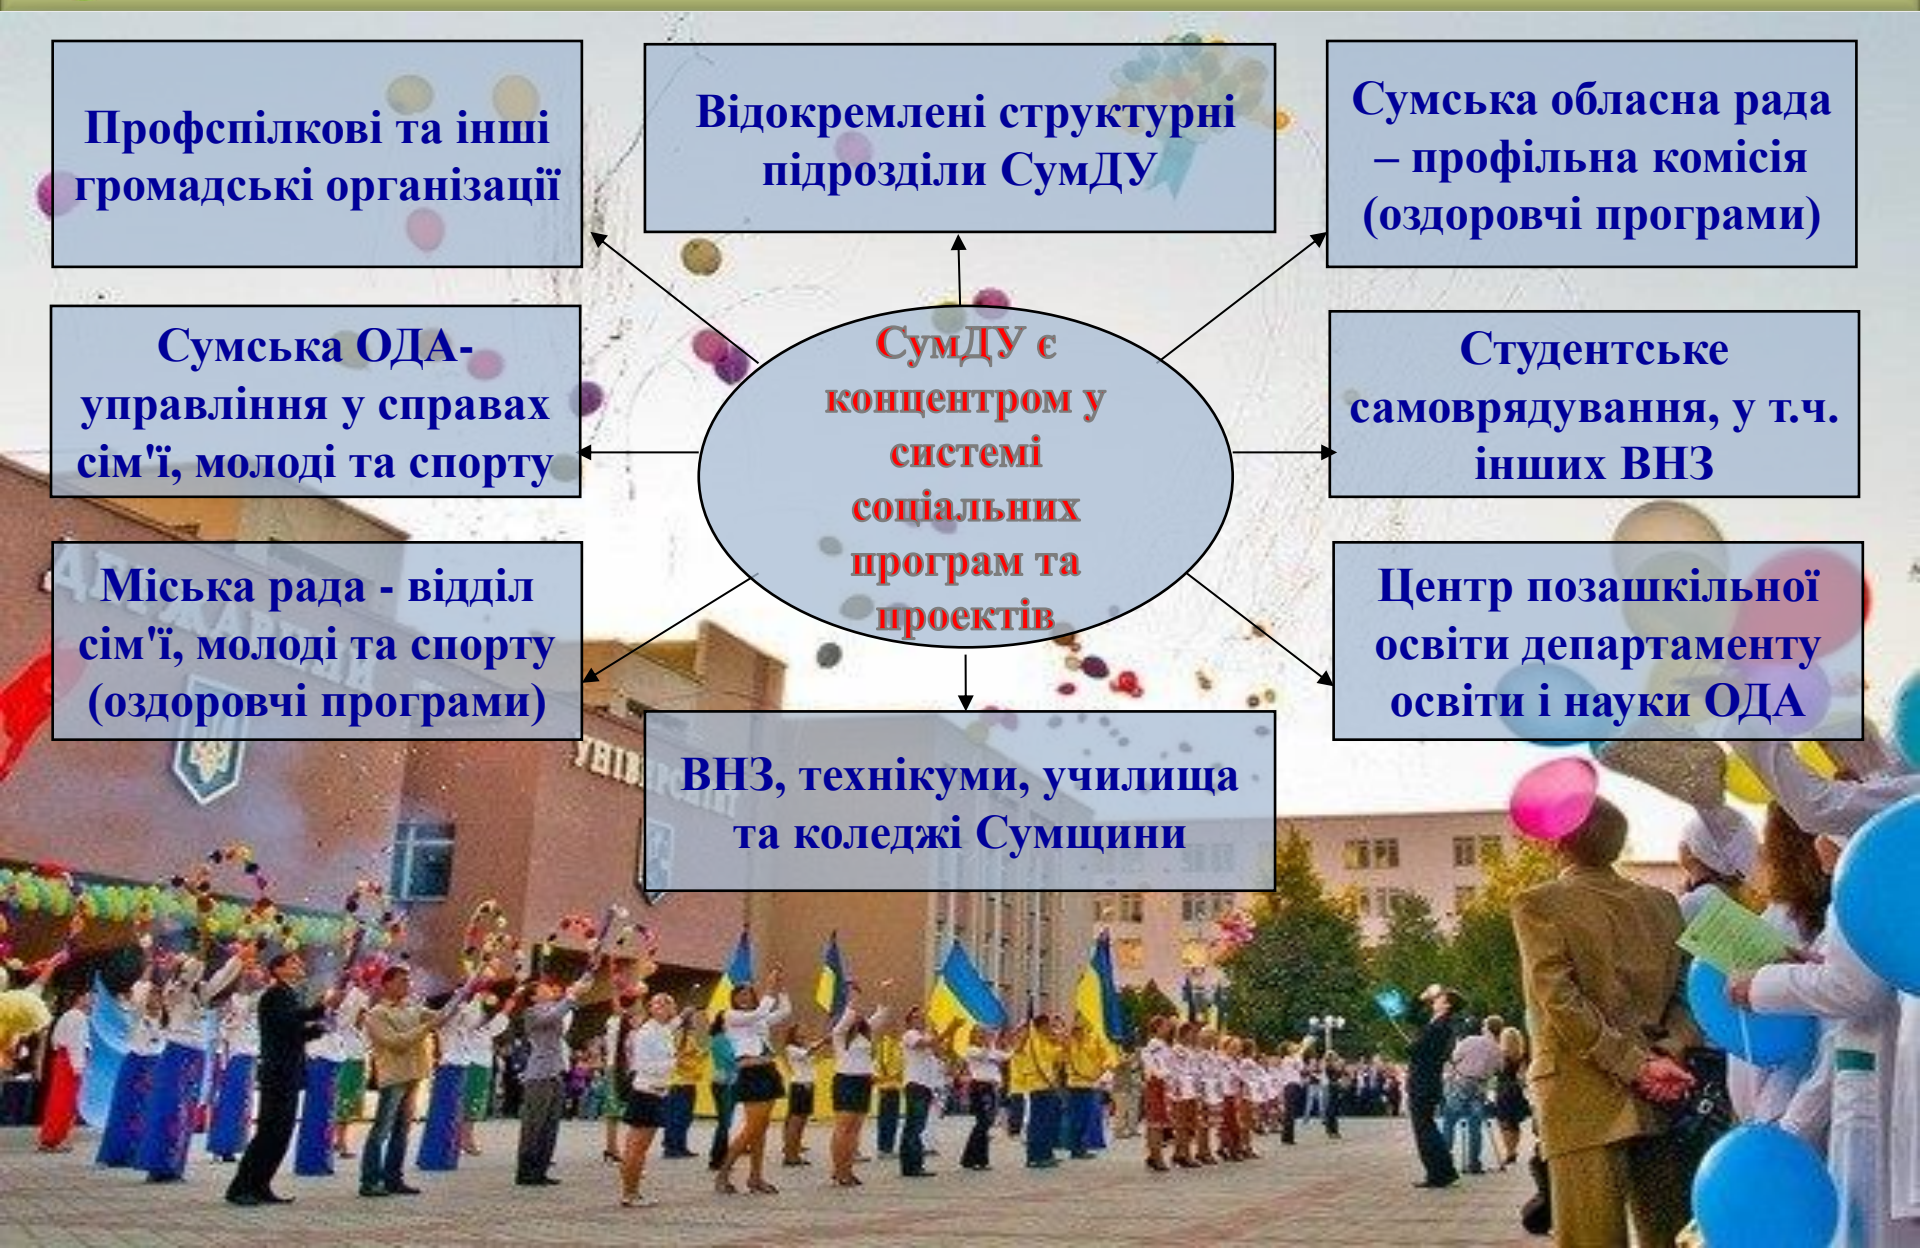 Профспілкові та інші
громадські організації
Відокремлені структурні
підрозділи СумДУ
Сумська обласна рада
– профільна комісія
(оздоровчі програми)
Сумська ОДА-
управління у справах
сім'ї, молоді та спорту
СумДУ є
концентром у
системі
соціальних
програм та
проектів
Студентське
самоврядування, у т.ч.
інших ВНЗ
Міська рада - відділ
сім'ї, молоді та спорту
(оздоровчі програми)
Центр позашкільної
освіти департаменту
освіти і науки ОДА
ВНЗ, технікуми, училища
та коледжі Сумщини